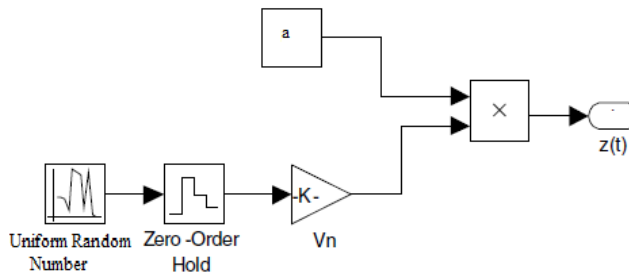 a
×
z(t)
-K-
Vn
Uniform Random
Number
Zero -Order
Hold